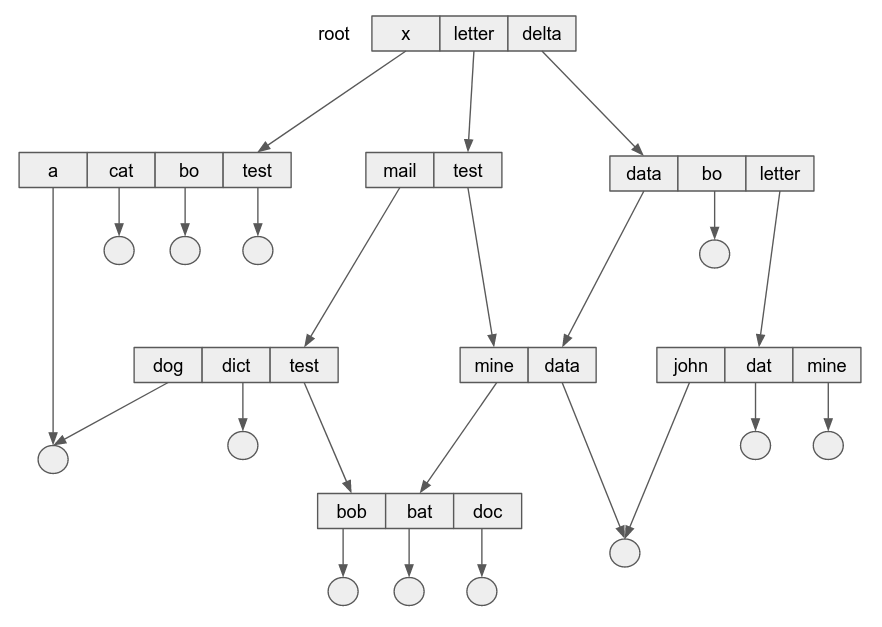 root x letter delta
a cat bo test mail test data bo letter
dog dict test mine data john dat mine
bob bat doc